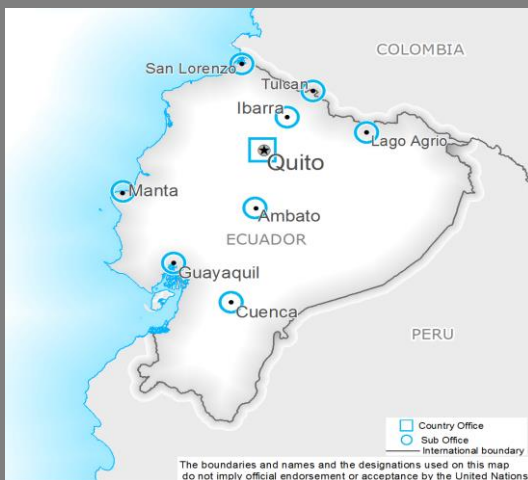 COLOMBIA
San Lorenzo
Tulcan
Ibarra
Lago Agrio
Quito
Manta
Ambato
ECUADOR
Guayaquil
Cuenca
PERU
Country Office
Sub Office
International boundary
The boundaries and names and the designations used on this map
do not imply official endorsement or acceptance by the United Nations